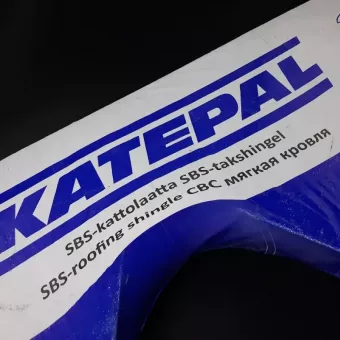 KATEPAL
SBS-kattolaatta SBS-takshingel
SBS-roofing shingle СБС мягкая кровля